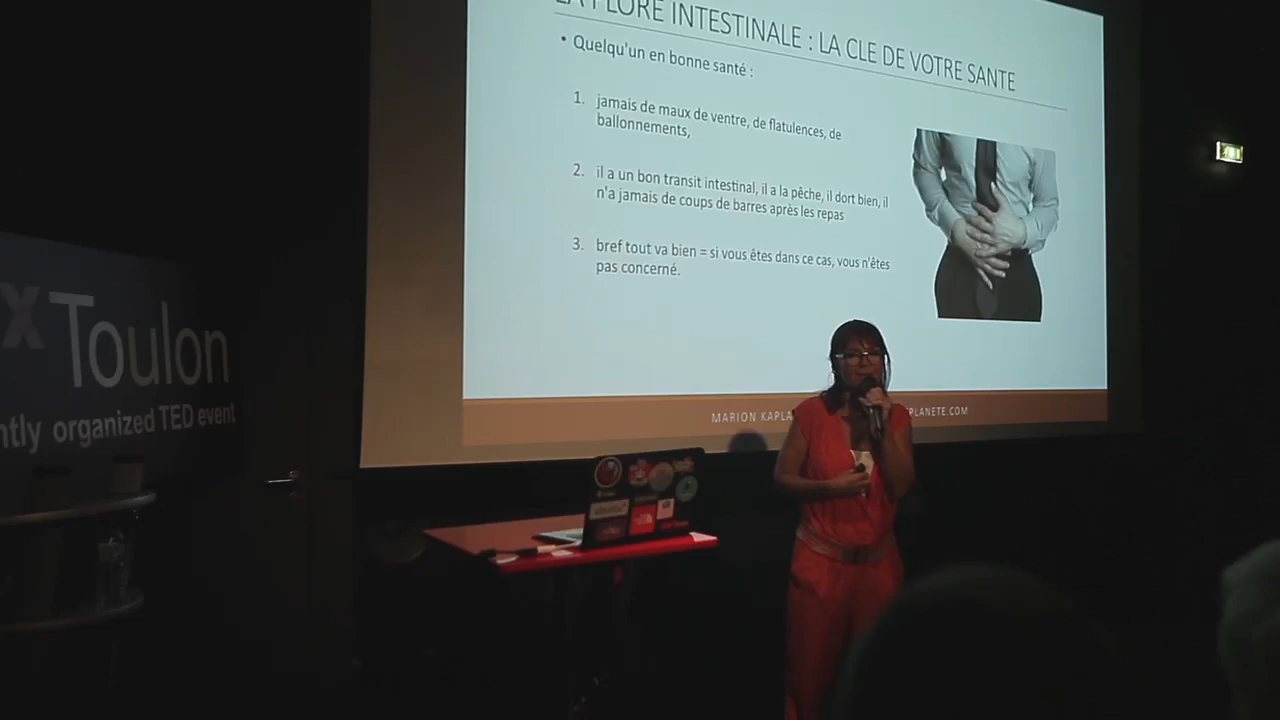 LA FLORE INTESTINALE : LA CLE DE VOTRE SANTE
• Quelqu'un en bonne santé :
1. jamais de maux de ventre, de flatulences, de
ballonnements,
2. il a un bon transit intestinal, il a la pêche, il dort bien, il
n'a jamais de coups de barres après les repas
3. bref tout va bien = si vous êtes dans ce cas, vous n'êtes
pas concerné.
MARION KAPLA
PLANETE.COM
x Toulon
ntly organized TED event